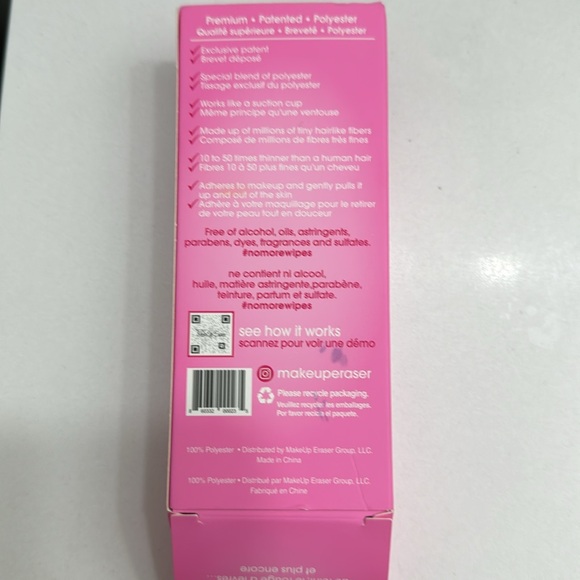 Premium • Patented • Polyester
Qualité supérieure • Breveté • Polyester
Exclusive patent
Brevet déposé
Special blend of polyester
Tissage exclusif du polyester
Works like a suction cup
Même principe qu'une ventouse
Made up of millions of tiny hairlike fibers
Composé de millions de fibres très fines
10 to 50 times thinner than a human hair
Fibres 10 à 50 plus fines qu'un cheveu
Adheres to makeup and gently pulls it
up and out of the skin
Adhère à votre maquillage pour le retirer
de votre peau tout en douceur
Free of alcohol, oils, astringents,
parabens, dyes, fragrances and sulfates.
#nomorewipes
ne contient ni alcool,
huile, matière astringente,parabène,
teinture, parfum et sulfate.
#nomorewipes
see how it works
scannez pour voir une démo
makeuperaser
Please recycle packaging.
Veuillez recycler les emballages.
Por favor recicla el paquete.
100% Polyester • Distributed by MakeUp Eraser Group, LLC.
Made in China
100% Polyester • Distribué par MakeUp Eraser Group, LLC.
Fabriqué en Chine
et plus encore